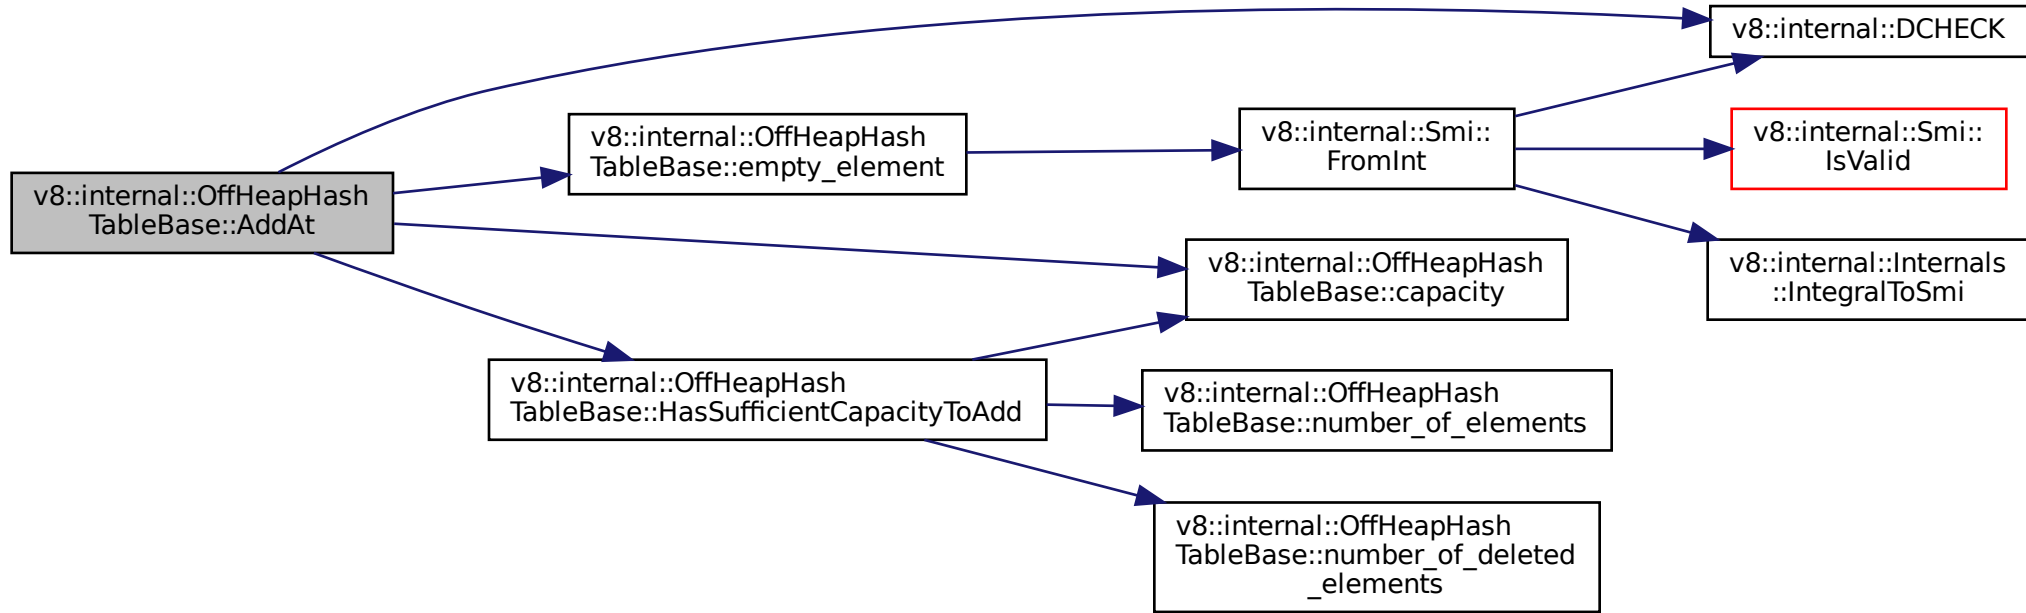 v8::internal::OffHeapHash
TableBase::AddAt
v8::internal::DCHECK
v8::internal::OffHeapHash
TableBase::empty_element
v8::internal::Smi::
FromInt
v8::internal::Smi::
IsValid
v8::internal::Internals
::IntegralToSmi
v8::internal::OffHeapHash
TableBase::capacity
v8::internal::OffHeapHash
TableBase::HasSufficientCapacityToAdd
v8::internal::OffHeapHash
TableBase::number_of_elements
v8::internal::OffHeapHash
TableBase::number_of_deleted
_elements